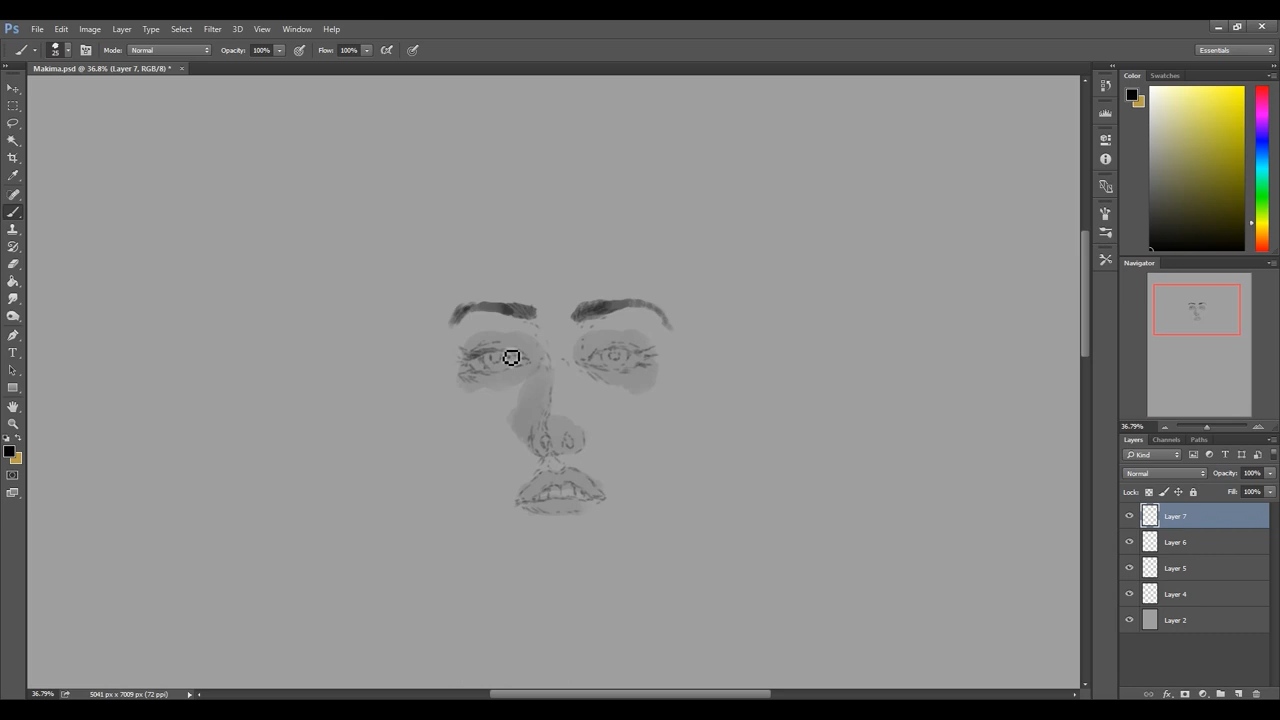 Ps File Edit Image Layer Type Select Filter 3D View Window Help
25 Mode: Normal Opacity: 100% Flow: 100% Essentials
Makima.psd @ 36.8% (Layer 7, RGB/8) * ×
Color Swatches
Navigator
36.79%
Layers Channels Paths
Kind
Normal Opacity: 100%
Lock: Fill: 100%
Layer 7
Layer 6
Layer 5
Layer 4
Layer 2
36.79% 5041 px x 7009 px (72 ppi)